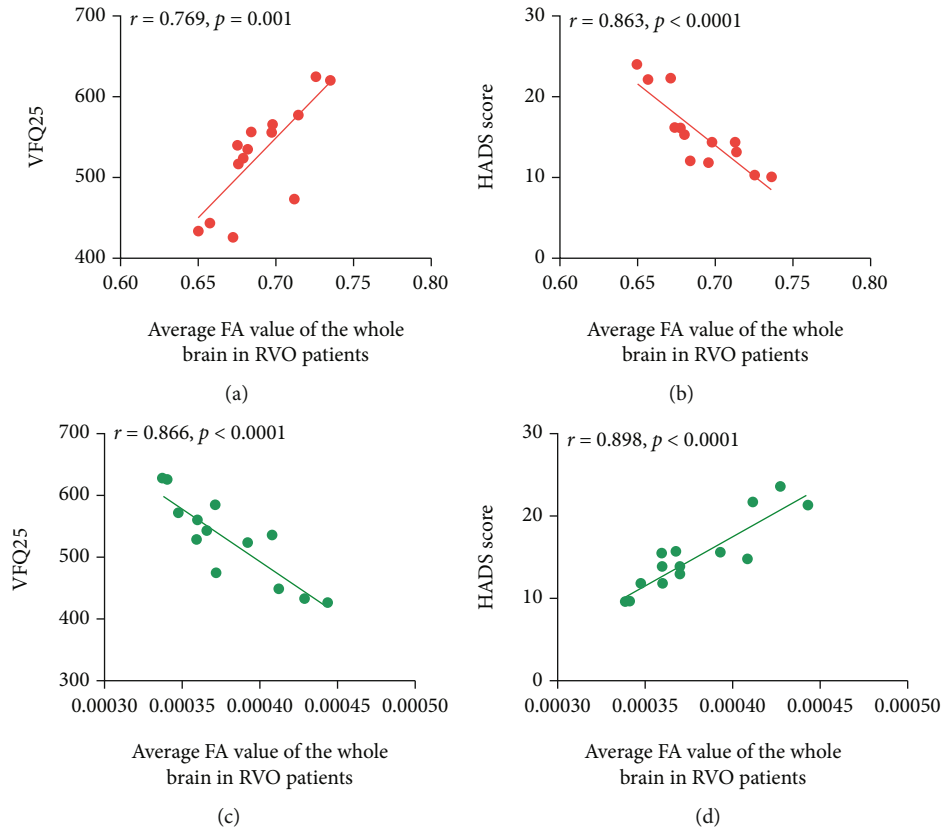 r = 0.769, p = 0.001
700
600
500
400
VFQ25
0.60 0.65 0.70 0.75 0.80
Average FA value of the whole
brain in RVO patients
(a)
r = 0.863, p < 0.0001
30
20
10
0
HADS score
0.60 0.65 0.70 0.75 0.80
Average FA value of the whole
brain in RVO patients
(b)
r = 0.866, p < 0.0001
700
600
500
400
300
VFQ25
0.00030 0.00035 0.00040 0.00045 0.00050
Average FA value of the whole
brain in RVO patients
(c)
r = 0.898, p < 0.0001
30
20
10
0
HADS score
0.00030 0.00035 0.00040 0.00045 0.00050
Average FA value of the whole
brain in RVO patients
(d)